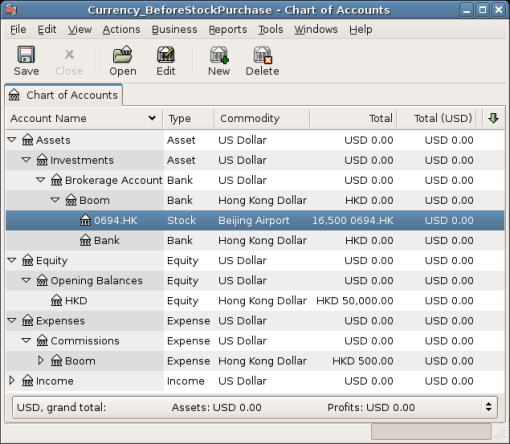 Currency_BeforeStockPurchase - Chart of Accounts
File Edit View Actions Business Reports Tools Windows Help
Save Close Open Edit New Delete
Chart of Accounts
Account Name Type Commodity Total Total (USD)
Assets Asset US Dollar USD 0.00 USD 0.00
Investments Asset US Dollar USD 0.00 USD 0.00
Brokerage Account Bank US Dollar USD 0.00 USD 0.00
Boom Bank Hong Kong Dollar HKD 0.00 USD 0.00
0694.HK Stock Beijing Airport 16,500 0694.HK USD 0.00
Bank Bank Hong Kong Dollar HKD 0.00 USD 0.00
Equity Equity US Dollar USD 0.00 USD 0.00
Opening Balances Equity US Dollar USD 0.00 USD 0.00
HKD Equity Hong Kong Dollar HKD 50,000.00 USD 0.00
Expenses Expense US Dollar USD 0.00 USD 0.00
Commissions Expense US Dollar USD 0.00 USD 0.00
Boom Expense Hong Kong Dollar HKD 500.00 USD 0.00
Income Income US Dollar USD 0.00 USD 0.00
USD, grand total: Assets: USD 0.00 Profits: USD 0.00